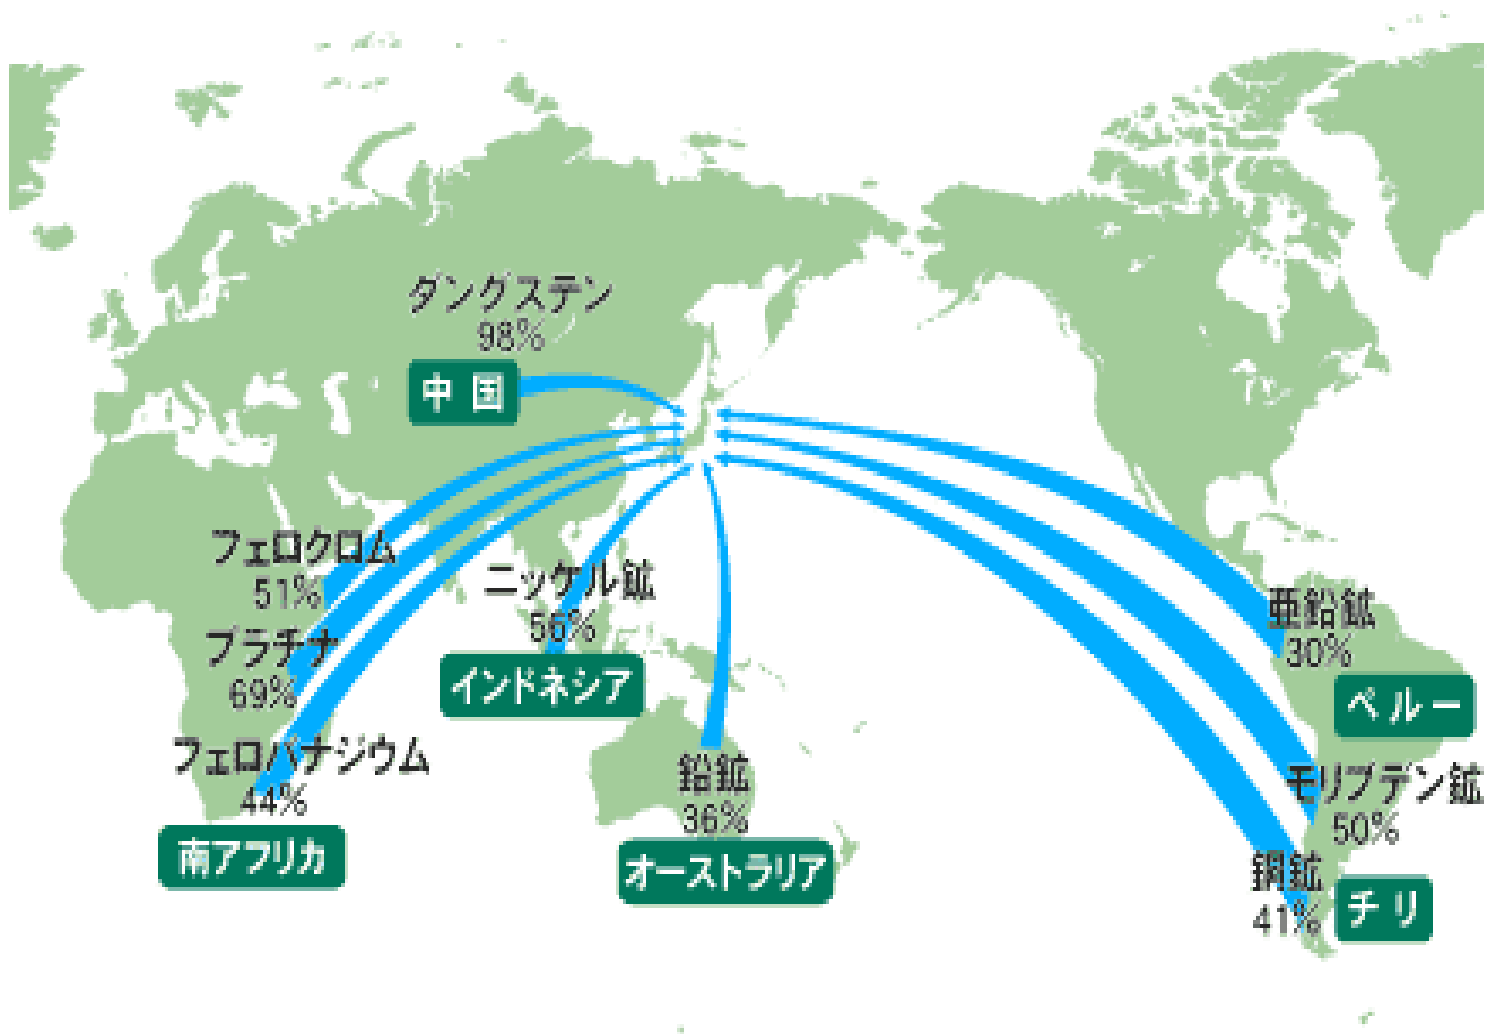 タングステン
98%
中国
フェロクロム
51%
プラチナ
69%
フェロバナジウム
44%
南アフリカ
ニッケル鉱
56%
インドネシア
鉛鉱
36%
オーストラリア
亜鉛鉱
30%
ペルー
モリブデン鉱
50%
銅鉱
41%
チリ